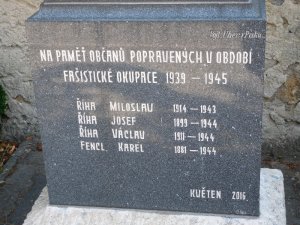 NA PAMĚŤ OBČANŮ POPRAVENÝCH V OBDOBÍ
FAŠISTICKÉ OKUPACE 1939 – 1945
ŘÍHA MILOSLAV 1914 – 1943
ŘÍHA JOSEF 1899 – 1944
ŘÍHA VÁCLAV 1911 – 1944
FENCL KAREL 1881 – 1944
KVĚTEN 2016